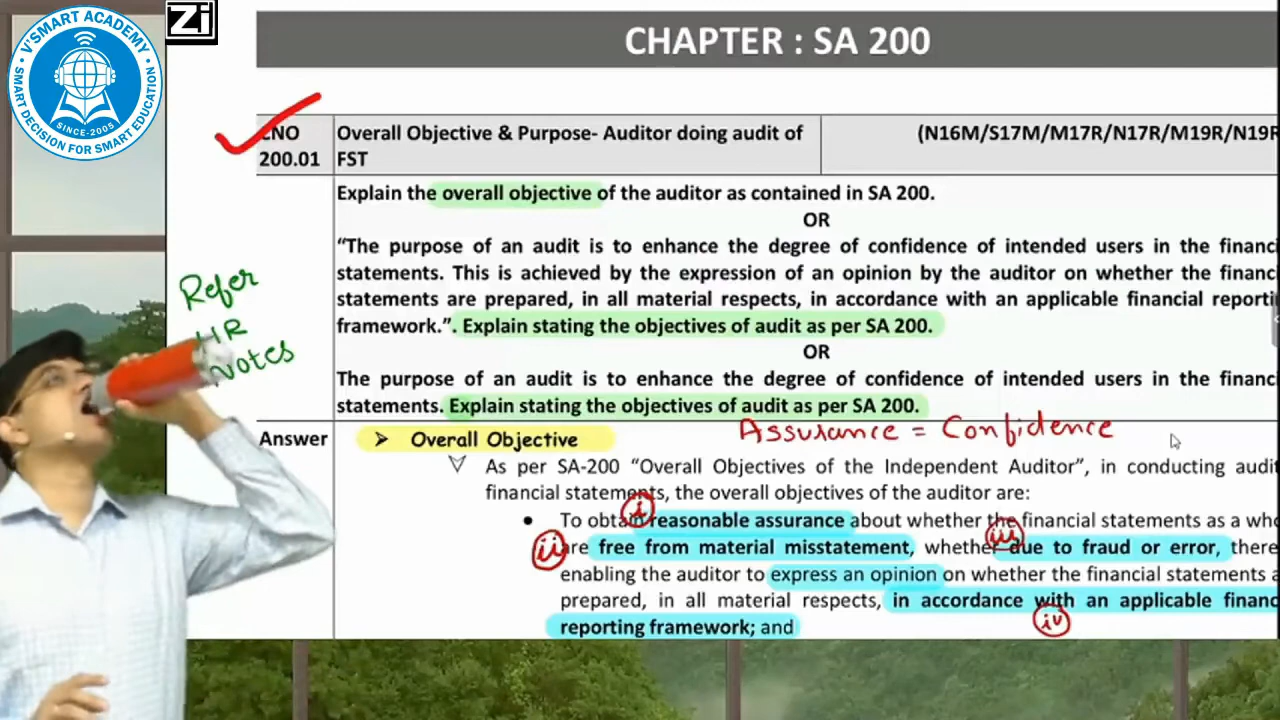 V'SMART ACADEMY
SMART DECISION FOR SMART EDUCATION
SINCE-2005
Zi
CHAPTER : SA 200
CNO
200.01
Overall Objective & Purpose- Auditor doing audit of
FST
(N16M/S17M/M17R/N17R/M19R/N19R
Explain the overall objective of the auditor as contained in SA 200.
OR
“The purpose of an audit is to enhance the degree of confidence of intended users in the financ
statements. This is achieved by the expression of an opinion by the auditor on whether the financ
statements are prepared, in all material respects, in accordance with an applicable financial reporti
framework.”. Explain stating the objectives of audit as per SA 200.
OR
The purpose of an audit is to enhance the degree of confidence of intended users in the financi
statements. Explain stating the objectives of audit as per SA 200.
Refer
HR
Notes
Answer
➤ Overall Objective
Assurance = Confidence
As per SA-200 “Overall Objectives of the Independent Auditor”, in conducting audi
financial statements, the overall objectives of the auditor are:
i
• To obtain reasonable assurance about whether the financial statements as a who
ii
iii
are free from material misstatement, whether due to fraud or error, there
enabling the auditor to express an opinion on whether the financial statements a
prepared, in all material respects, in accordance with an applicable financ
iv
reporting framework; and